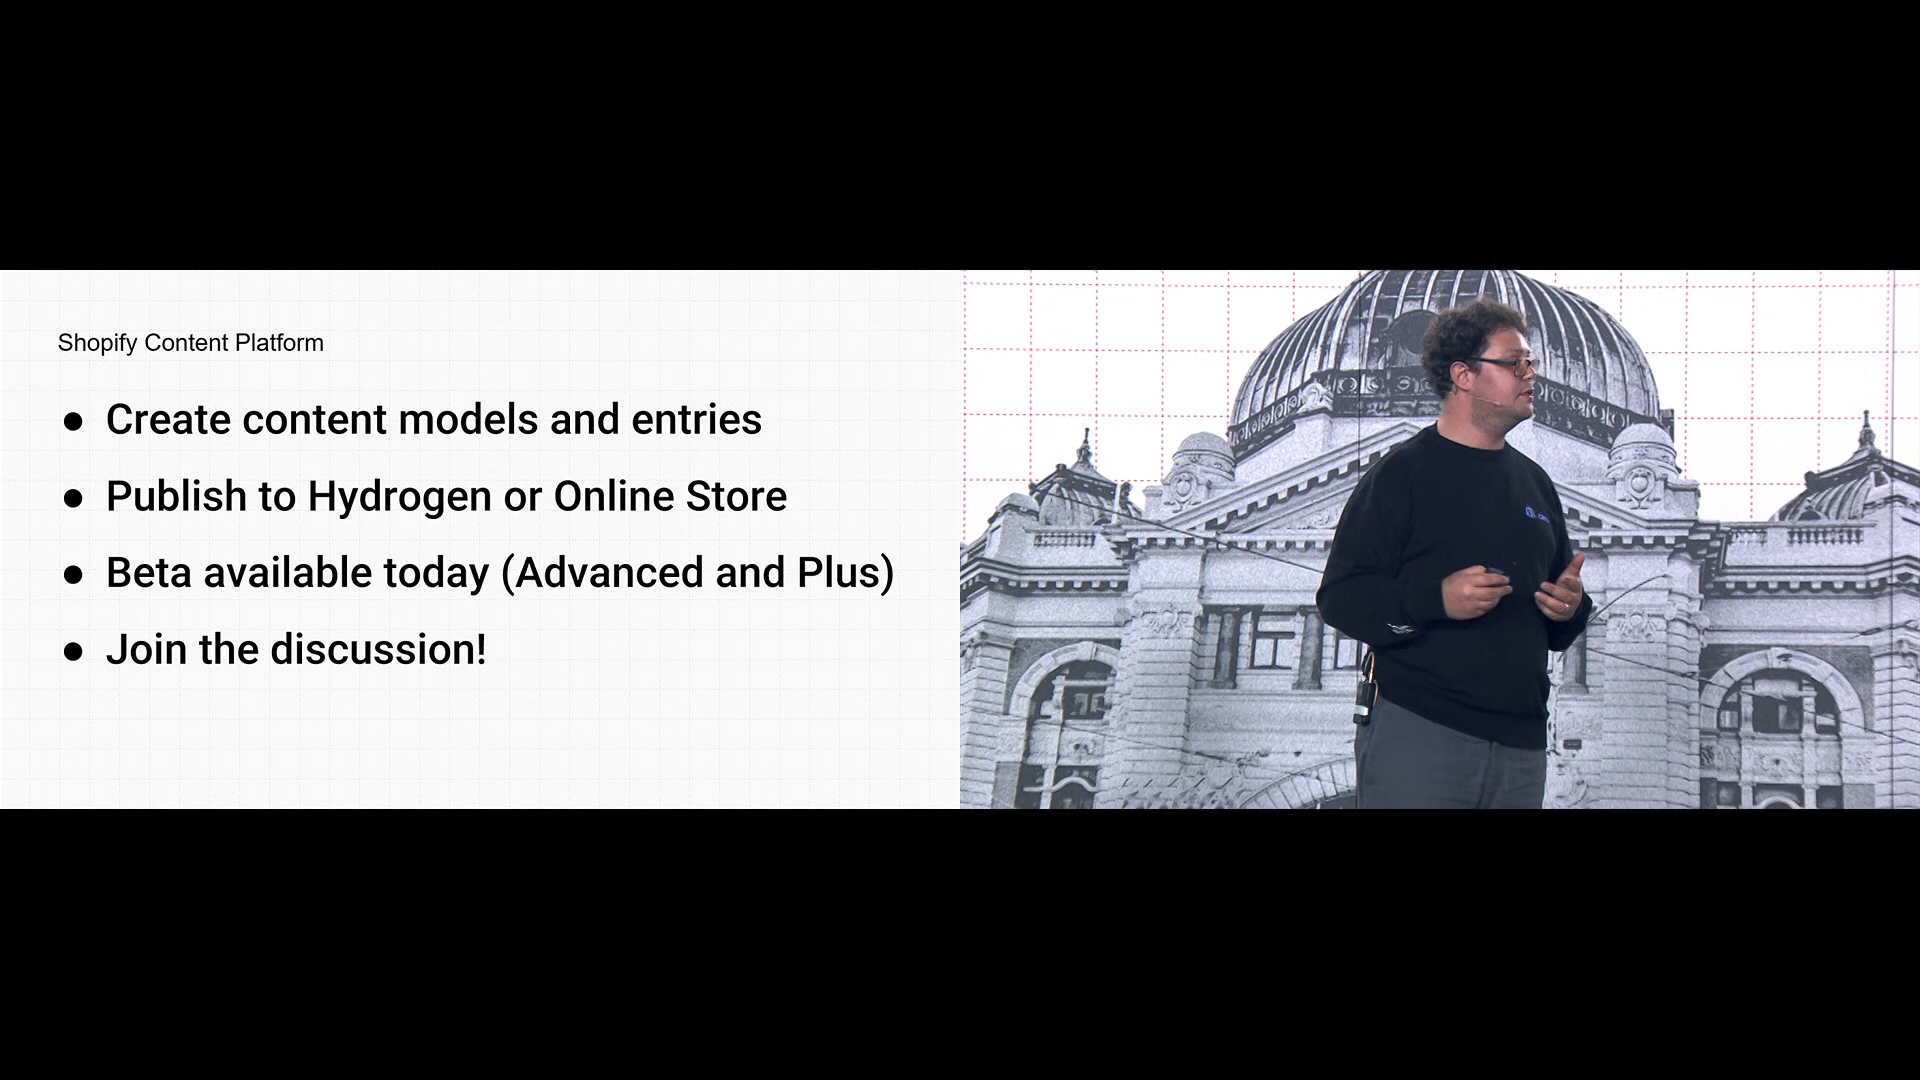 Shopify Content Platform
● Create content models and entries
● Publish to Hydrogen or Online Store
● Beta available today (Advanced and Plus)
● Join the discussion!